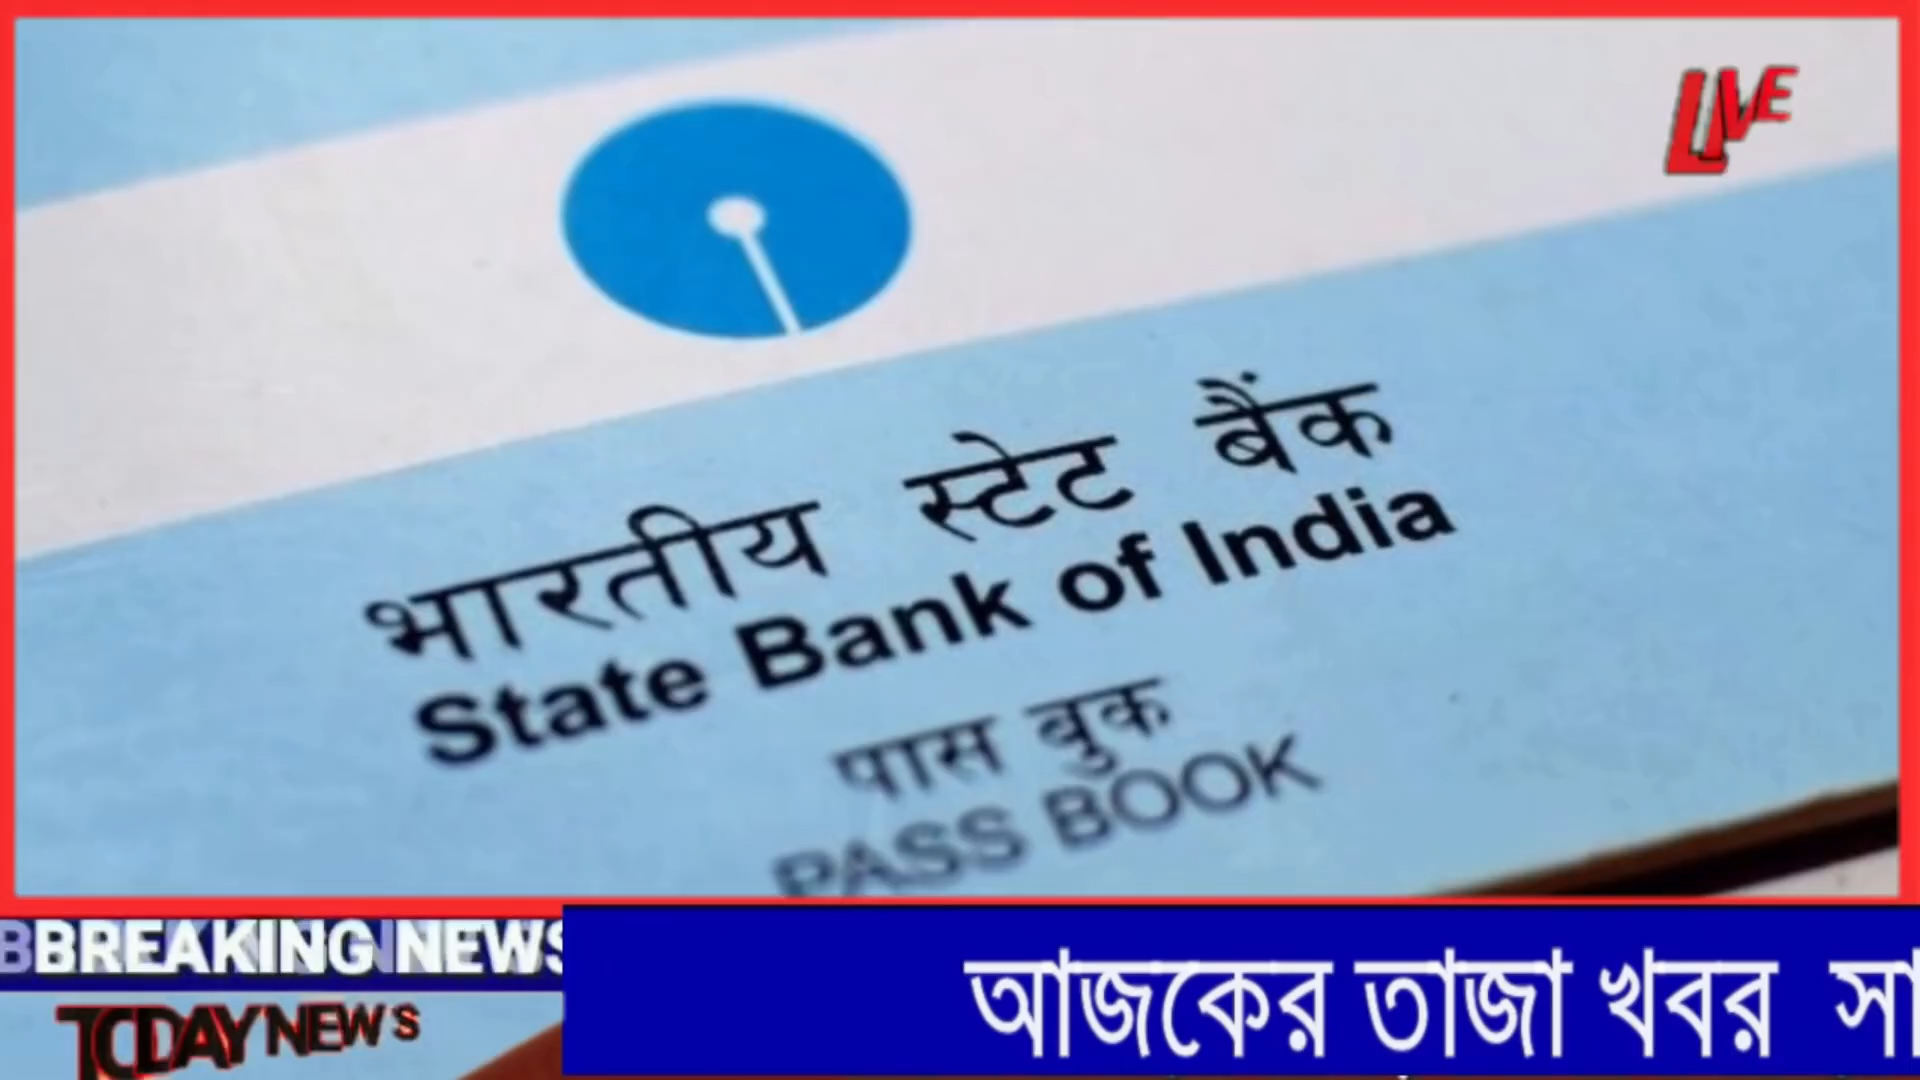 LIVE
भारतीय स्टेट बैंक
State Bank of India
पास बुक
PASS BOOK
BREAKING NEWS
আজকের তাজা খবর সা
TODAY NEWS